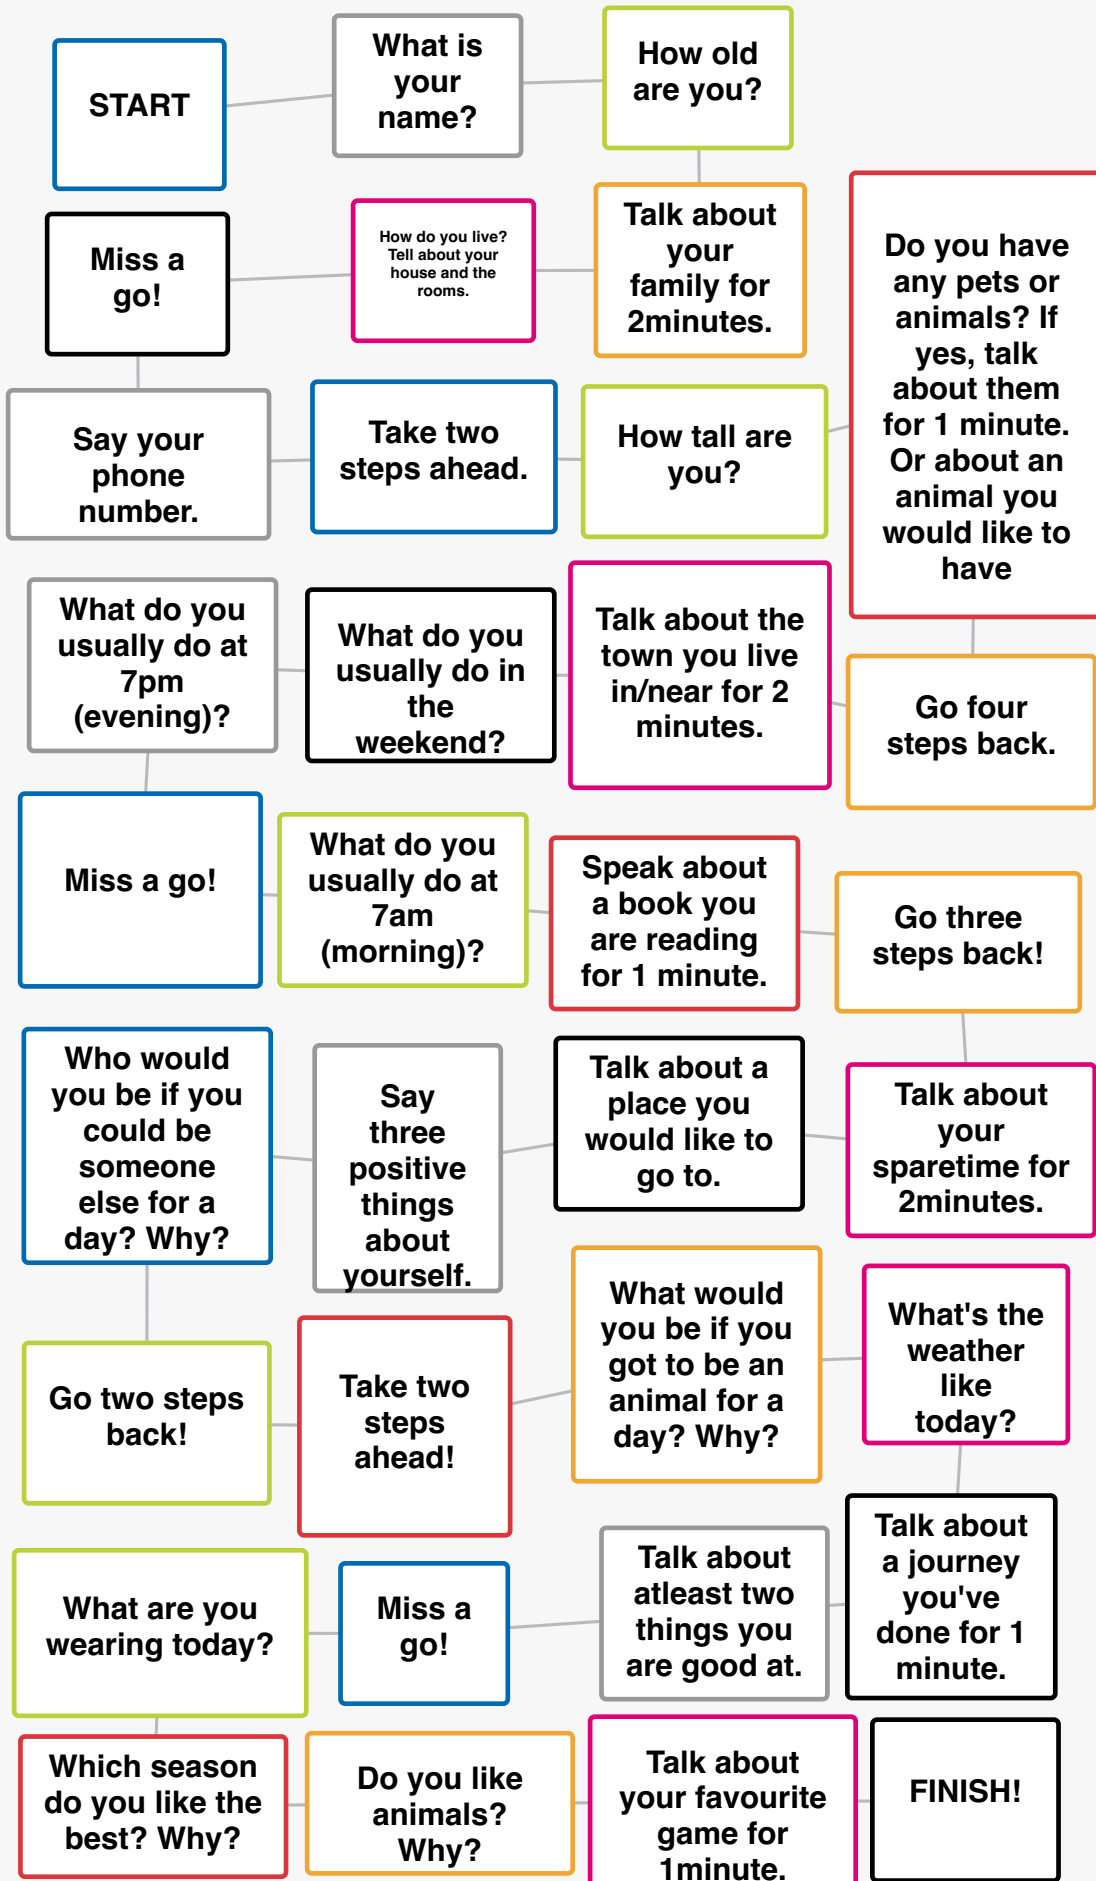 START
What is
your
name?
How old
are you?
Talk about
your
family for
2minutes.
How do you live?
Tell about your
house and the
rooms.
Miss a
go!
Say your
phone
number.
Take two
steps ahead.
How tall are
you?
Do you have
any pets or
animals? If
yes, talk
about them
for 1 minute.
Or about an
animal you
would like to
have
Go four
steps back.
Talk about the
town you live
in/near for 2
minutes.
What do you
usually do in
the
weekend?
What do you
usually do at
7pm
(evening)?
Miss a go!
What do you
usually do at
7am
(morning)?
Speak about
a book you
are reading
for 1 minute.
Go three
steps back!
Talk about
your
sparetime for
2minutes.
Talk about a
place you
would like to
go to.
Say
three
positive
things
about
yourself.
Who would
you be if you
could be
someone
else for a
day? Why?
Go two steps
back!
Take two
steps
ahead!
What would
you be if you
got to be an
animal for a
day? Why?
What's the
weather
like
today?
Talk about
a journey
you've
done for 1
minute.
Talk about
atleast two
things you
are good at.
Miss a
go!
What are you
wearing today?
Which season
do you like the
best? Why?
Do you like
animals?
Why?
Talk about
your favourite
game for
1minute.
FINISH!